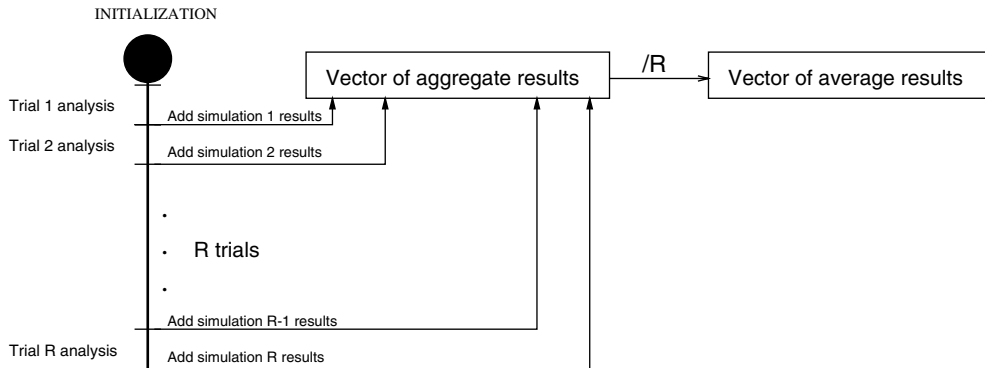 INITIALIZATION
Vector of aggregate results
/R
Vector of average results
Trial 1 analysis
Add simulation 1 results
Trial 2 analysis
Add simulation 2 results
R trials
Add simulation R-1 results
Trial R analysis
Add simulation R results